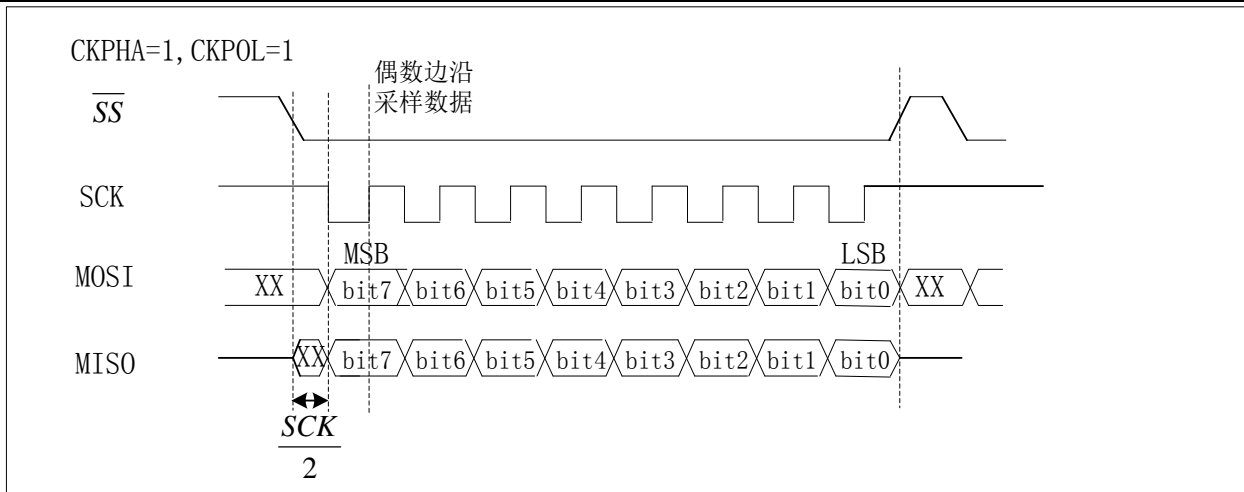 CKPHA=1,CKPOL=1
偶数边沿
采样数据
SS
SCK
MSB
LSB
MOSI
XX bit7 bit6 bit5 bit4 bit3 bit2 bit1 bit0 XX
MISO
XX bit7 bit6 bit5 bit4 bit3 bit2 bit1 bit0
SCK
2